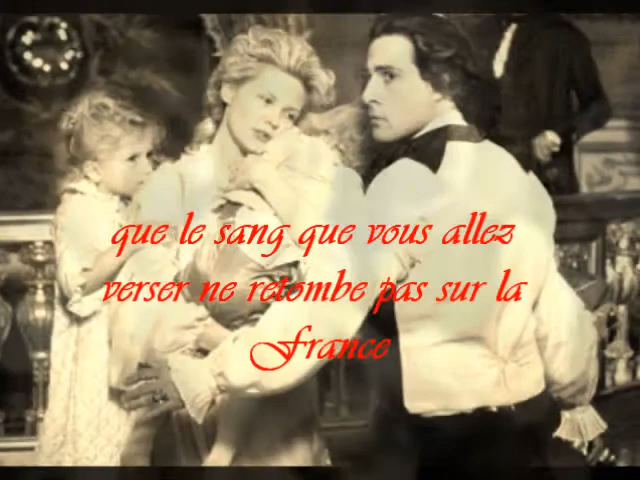 que le sang que vous allez
verser ne retombe pas sur la
France